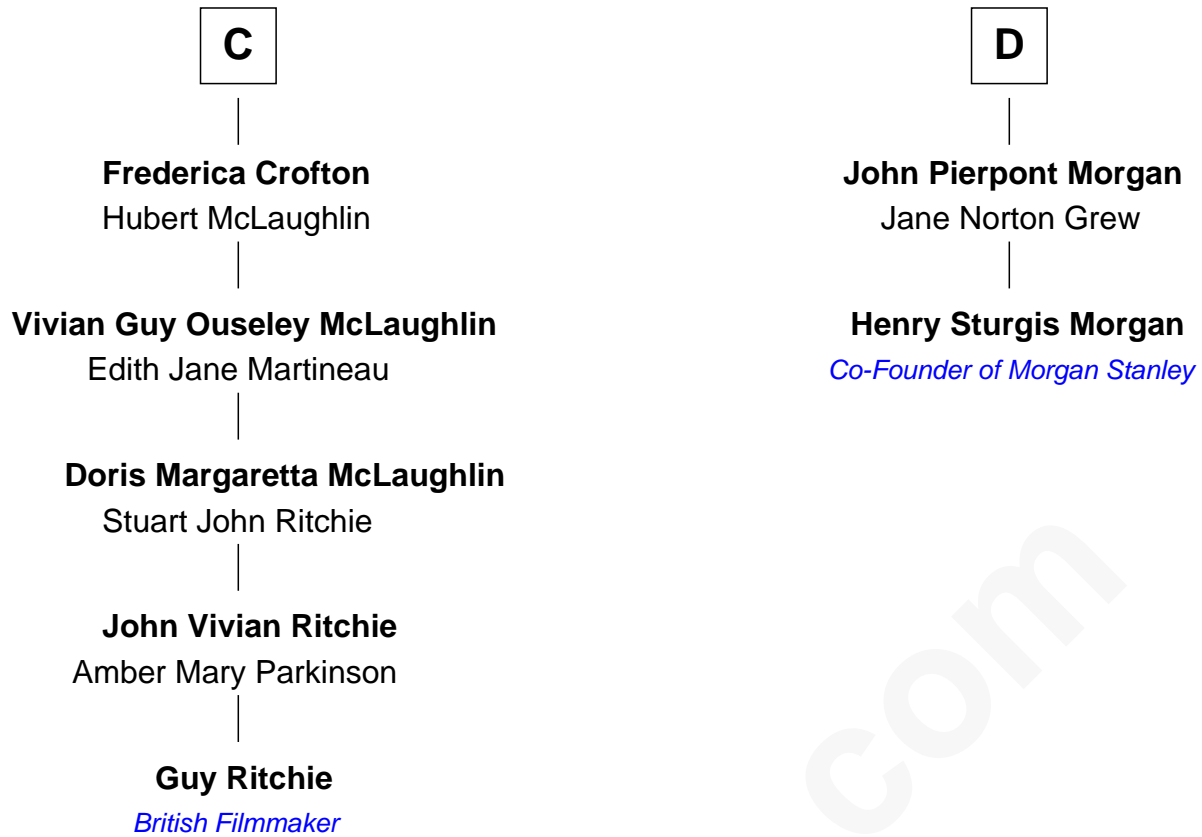 C
Frederica Crofton
Hubert McLaughlin
Vivian Guy Ouseley McLaughlin
Edith Jane Martineau
Doris Margaretta McLaughlin
Stuart John Ritchie
John Vivian Ritchie
Amber Mary Parkinson
Guy Ritchie
British Filmmaker
D
John Pierpont Morgan
Jane Norton Grew
Henry Sturgis Morgan
Co-Founder of Morgan Stanley
com